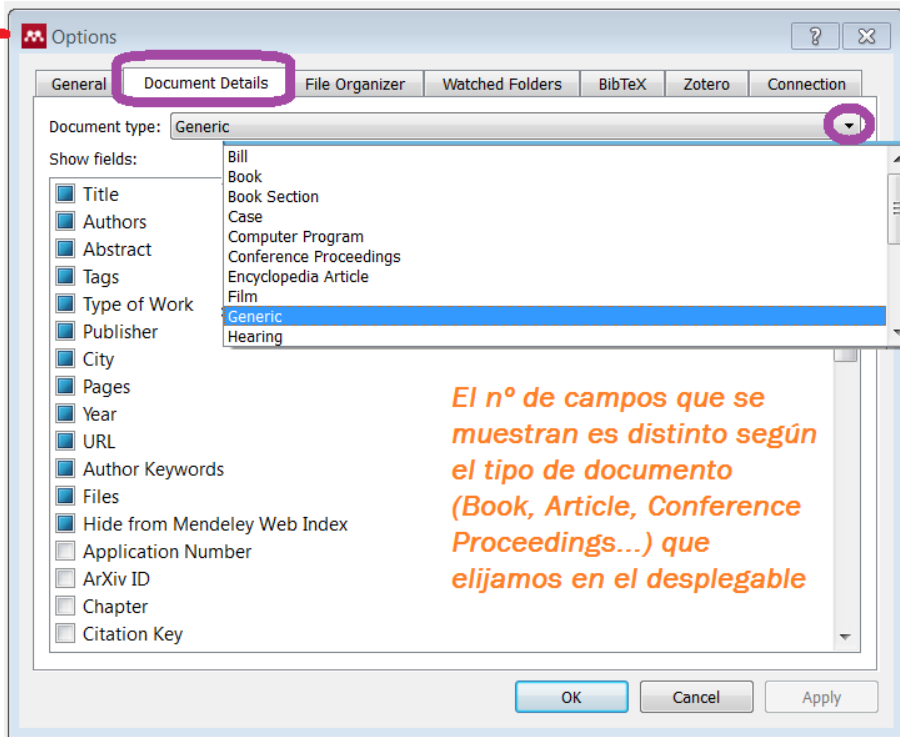 Options
General Document Details File Organizer Watched Folders BibTeX Zotero Connection
Document type: Generic
Show fields:
Bill
Book
Book Section
Case
Computer Program
Conference Proceedings
Encyclopedia Article
Film
Generic
Hearing
Title
Authors
Abstract
Tags
Type of Work
Publisher
City
Pages
Year
URL
Author Keywords
Files
Hide from Mendeley Web Index
Application Number
ArXiv ID
Chapter
Citation Key
El nº de campos que se
muestran es distinto según
el tipo de documento
(Book, Article, Conference
Proceedings...) que
elijamos en el desplegable
OK Cancel Apply